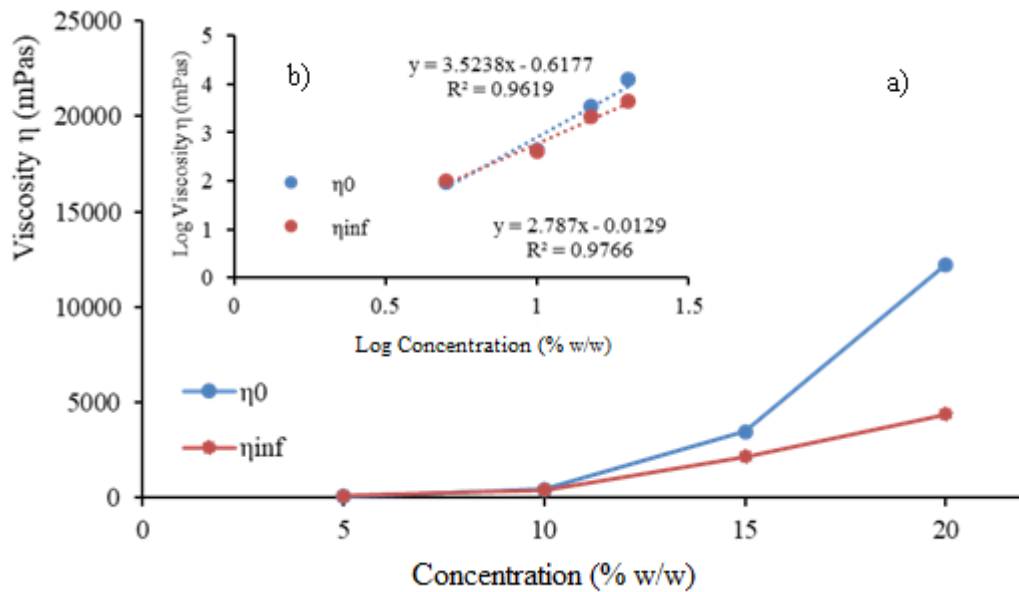 25000
20000
15000
10000
5000
0
Viscosity η (mPas)
0
5
10
15
20
Concentration (% w/w)
a)
η0
ηinf
b)
5
4
3
2
1
0
Log Viscosity η (mPas)
0
0.5
1
1.5
Log Concentration (% w/w)
y = 3.5238x - 0.6177
R² = 0.9619
η0
ηinf
y = 2.787x - 0.0129
R² = 0.9766